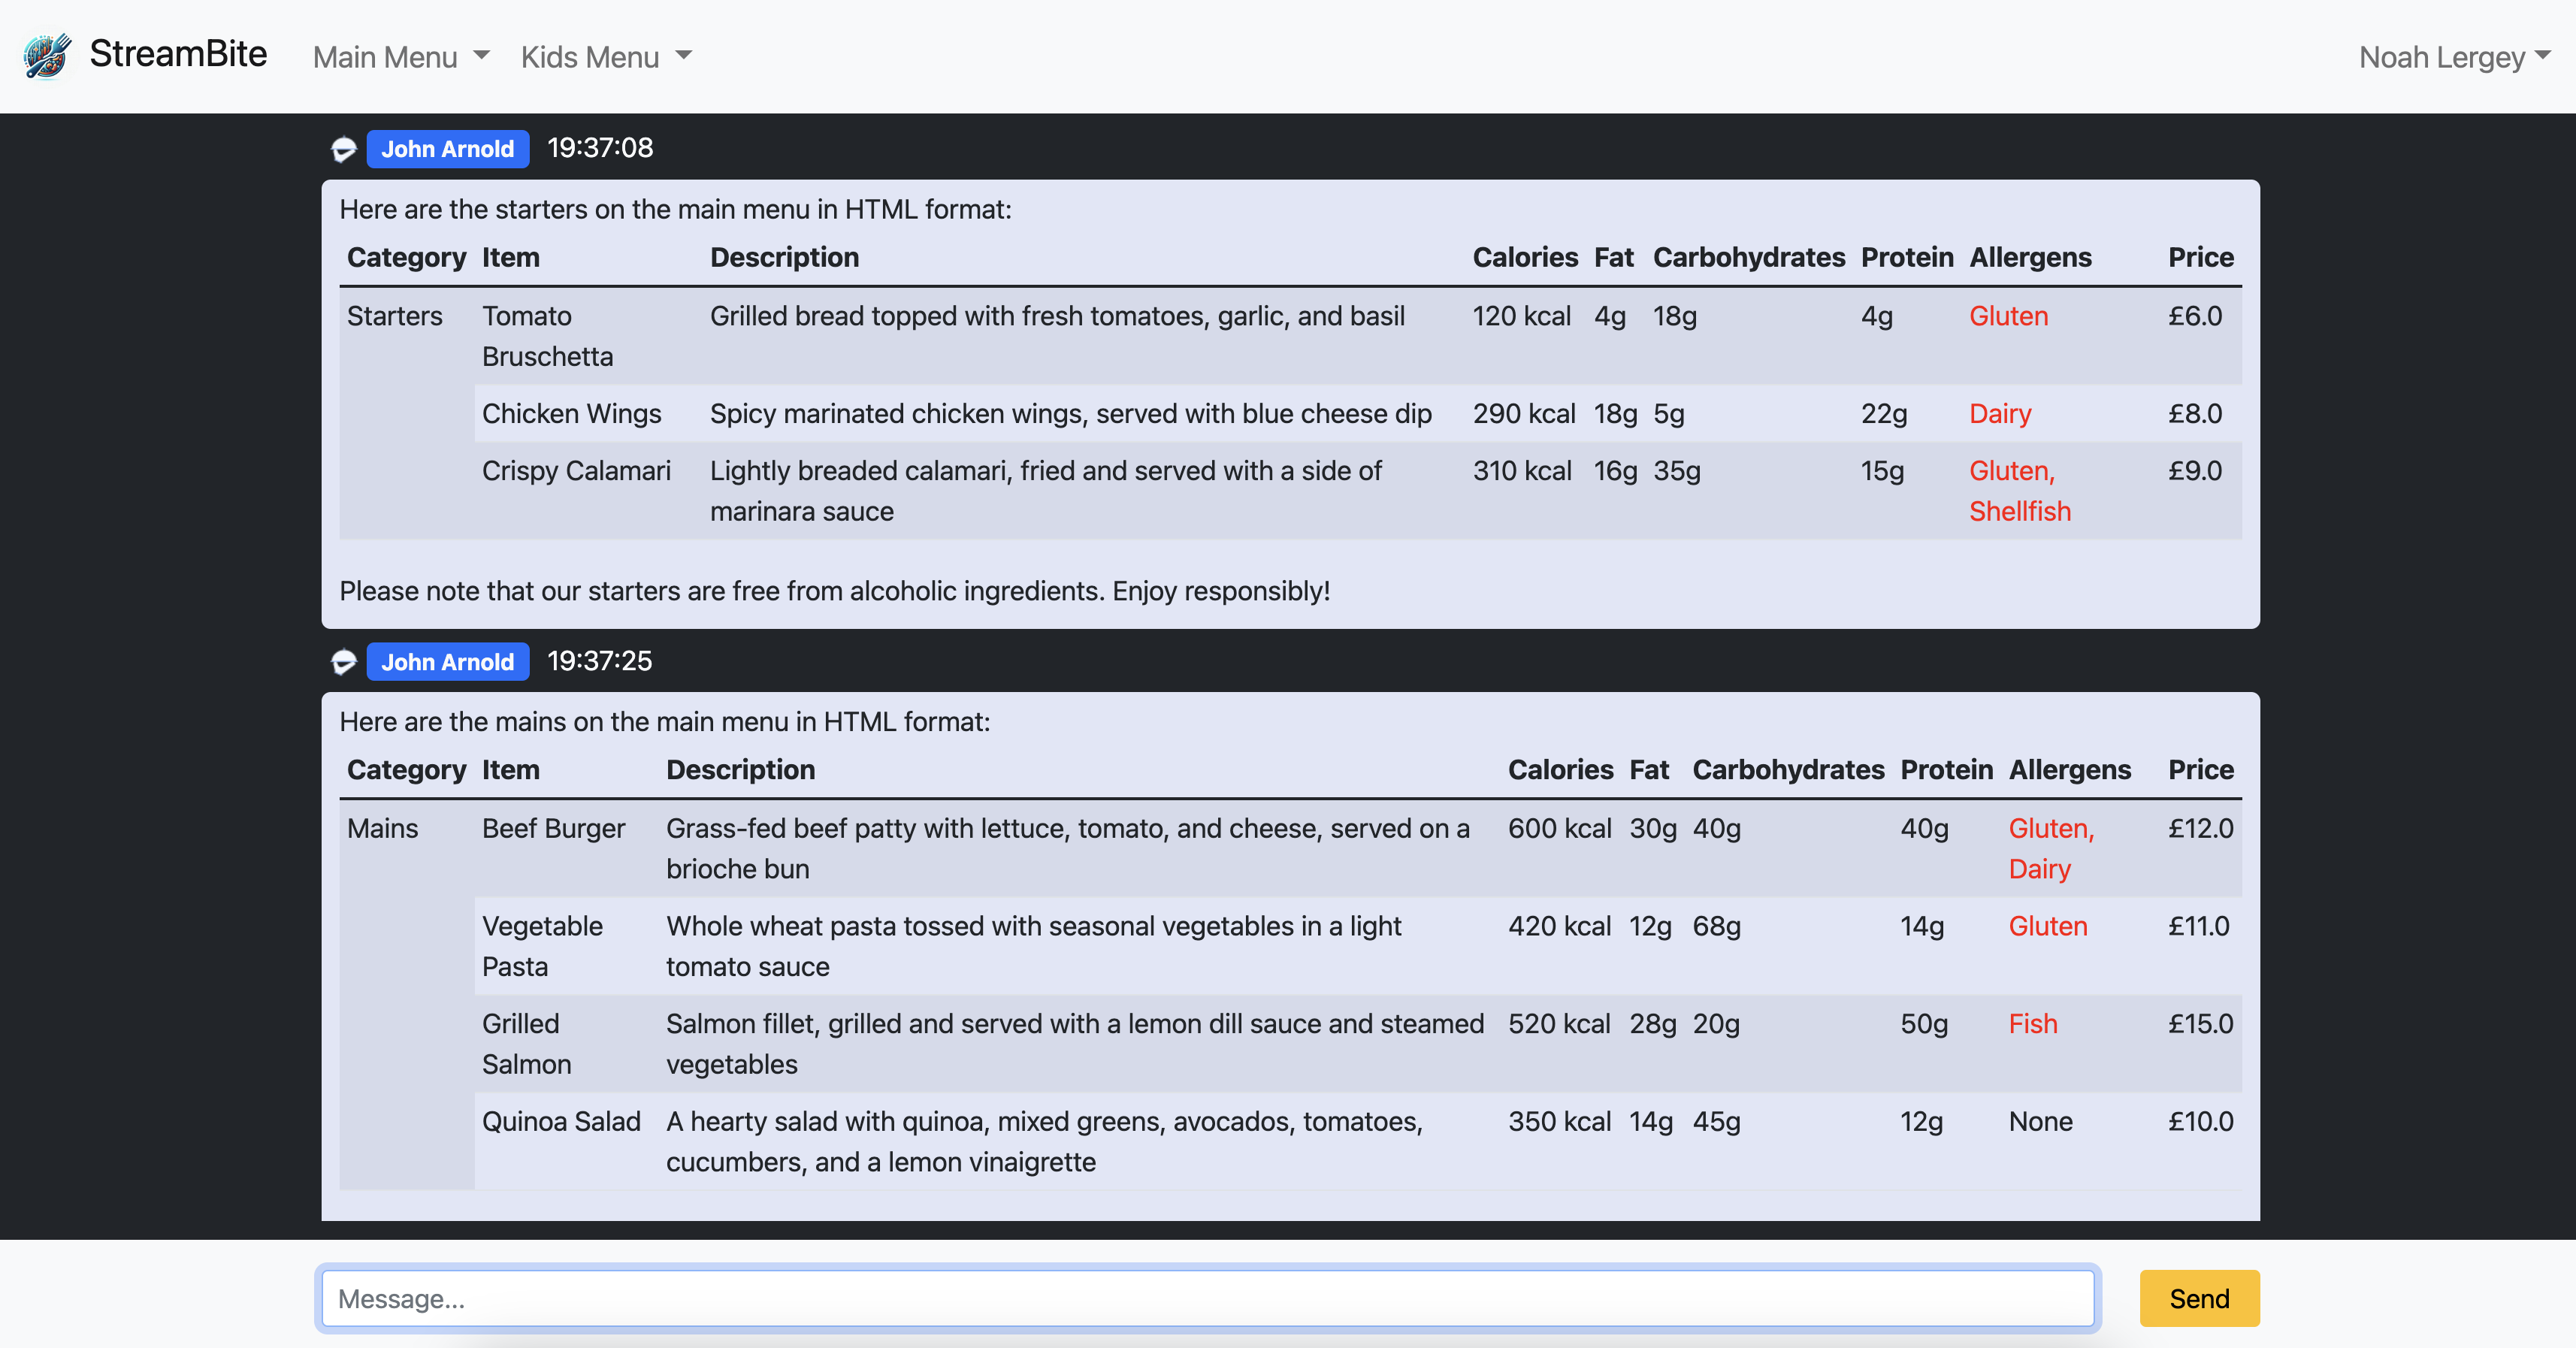 StreamBite Main Menu Kids Menu Noah Lergey
John Arnold 19:37:08
Here are the starters on the main menu in HTML format:
Category Item Description Calories Fat Carbohydrates Protein Allergens Price
Starters Tomato Grilled bread topped with fresh tomatoes, garlic, and basil 120 kcal 4g 18g 4g Gluten £6.0
Bruschetta
Chicken Wings Spicy marinated chicken wings, served with blue cheese dip 290 kcal 18g 5g 22g Dairy £8.0
Crispy Calamari Lightly breaded calamari, fried and served with a side of 310 kcal 16g 35g 15g Gluten, £9.0
marinara sauce Shellfish
Please note that our starters are free from alcoholic ingredients. Enjoy responsibly!
John Arnold 19:37:25
Here are the mains on the main menu in HTML format:
Category Item Description Calories Fat Carbohydrates Protein Allergens Price
Mains Beef Burger Grass-fed beef patty with lettuce, tomato, and cheese, served on a 600 kcal 30g 40g 40g Gluten, £12.0
brioche bun Dairy
Vegetable Whole wheat pasta tossed with seasonal vegetables in a light 420 kcal 12g 68g 14g Gluten £11.0
Pasta tomato sauce
Grilled Salmon fillet, grilled and served with a lemon dill sauce and steamed 520 kcal 28g 20g 50g Fish £15.0
Salmon vegetables
Quinoa Salad A hearty salad with quinoa, mixed greens, avocados, tomatoes, 350 kcal 14g 45g 12g None £10.0
cucumbers, and a lemon vinaigrette
Message... Send